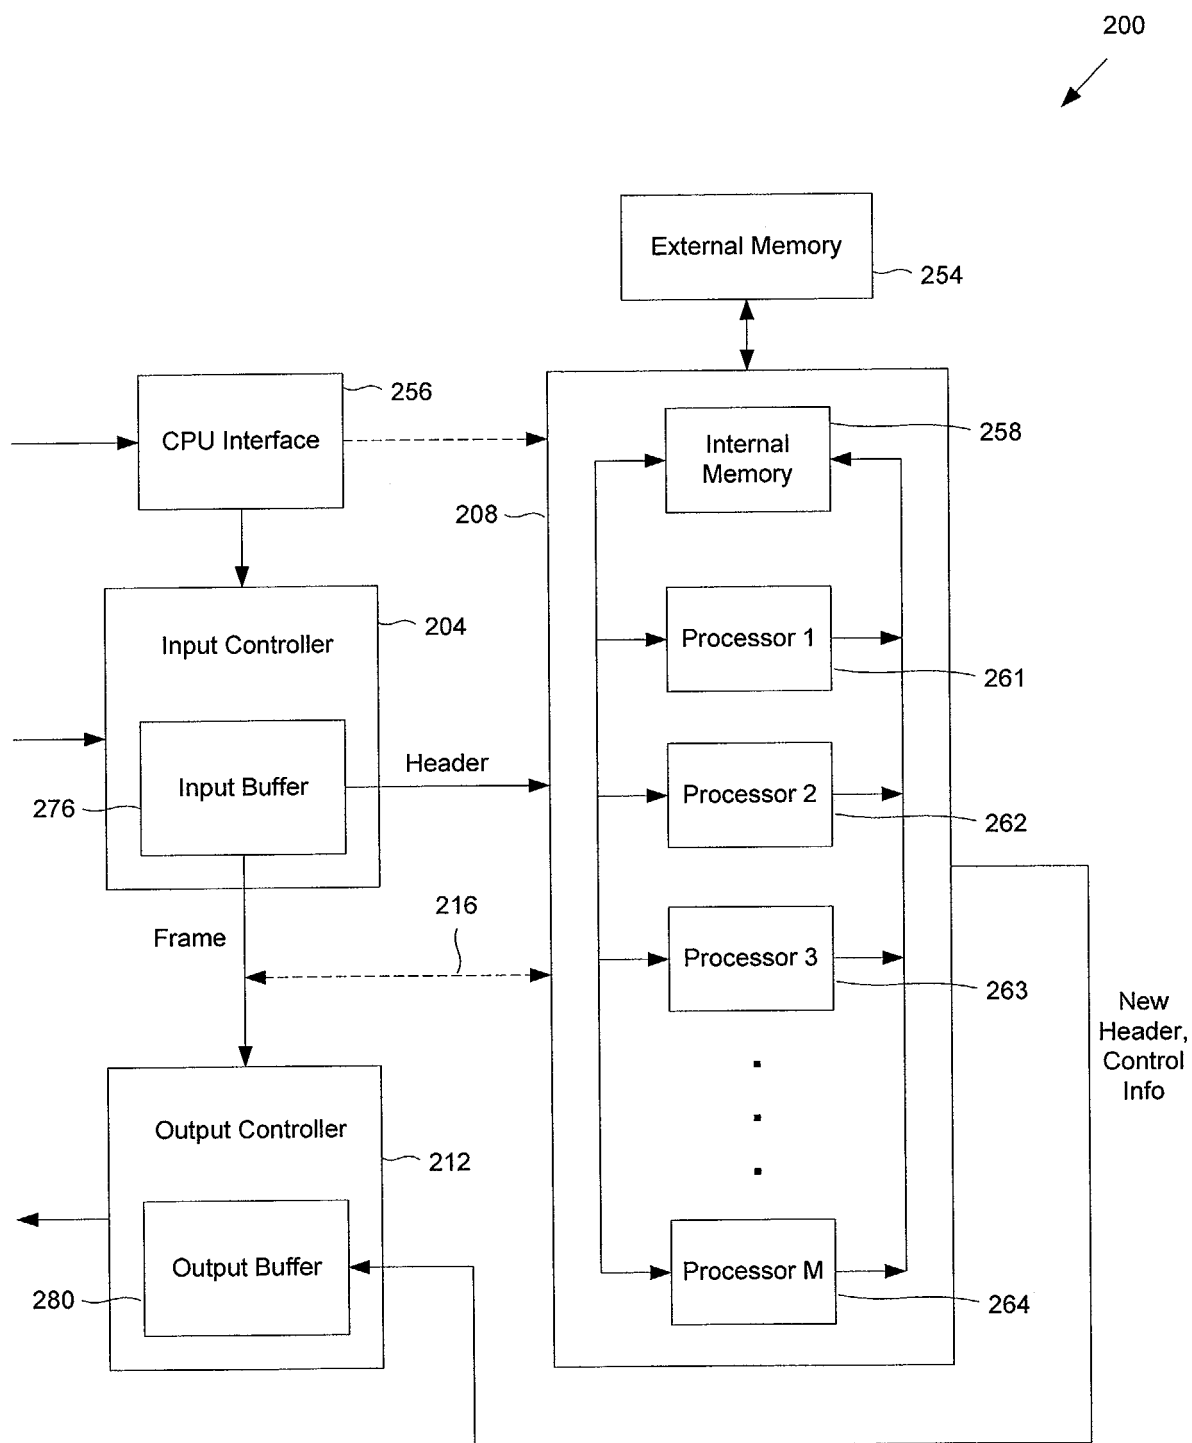 200
External Memory
254
256
CPU Interface
Internal
Memory
258
208
204
Input Controller
Processor 1
261
Input Buffer
276
Header
Processor 2
262
216
Frame
Processor 3
263
New
Header,
Control
Info
Output Controller
212
Output Buffer
280
Processor M
264